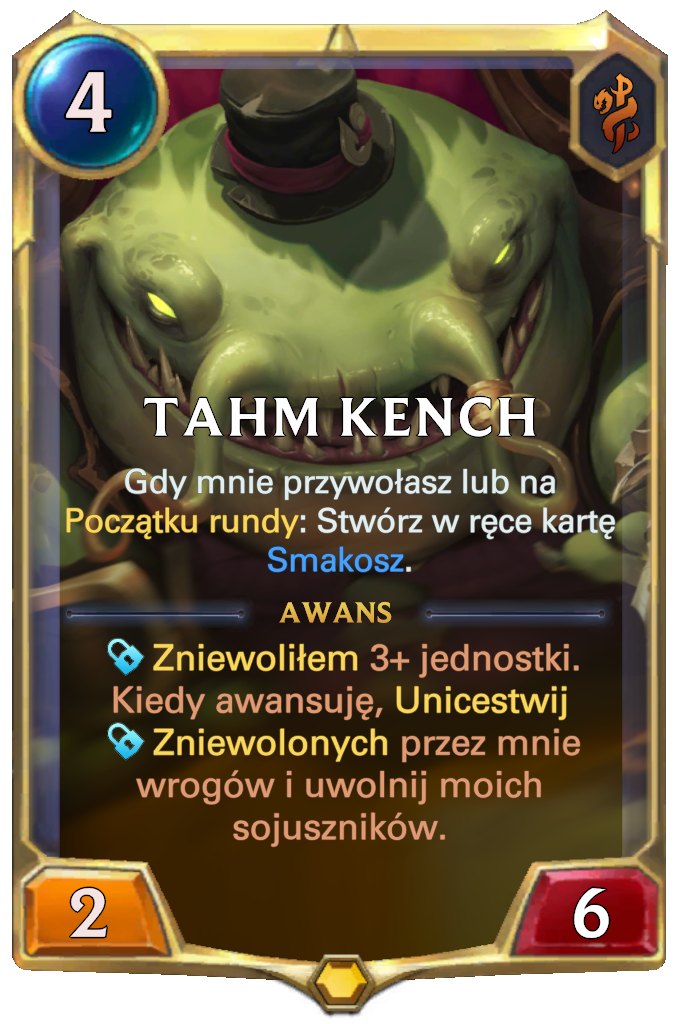 4
TAHM KENCH
Gdy mnie przywołasz lub na
Początku rundy: Stwórz w ręce kartę
Smakosz.
AWANS
Zniewoliłem 3+ jednostki.
Kiedy awansuję, Unicestwij
Zniewolonych przez mnie
wrogów i uwolnij moich
sojuszników.
2
6